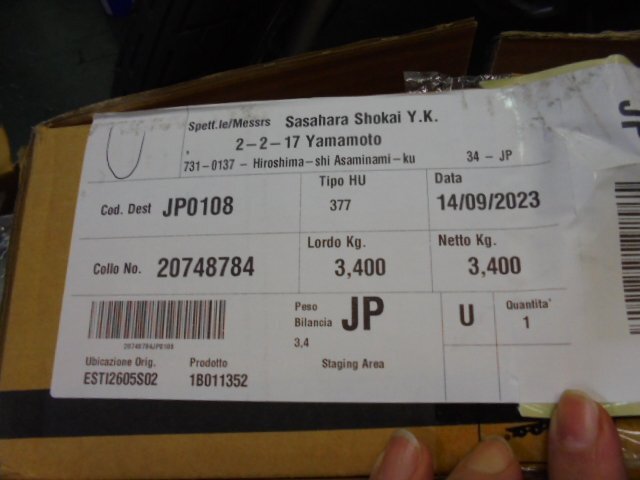 Spett.le/Messrs Sasahara Shokai Y.K.
2-2-17 Yamamoto
731-0137 - Hiroshima-shi Asaminami-ku 34 - JP
Cod. Dest JP0108
Tipo HU
377
Data
14/09/2023
Collo No. 20748784
Lordo Kg.
3,400
Netto Kg.
3,400
20748784JP0108
Peso
Bilancia
3,4
JP
U
Quantita'
1
Staging Area
Ubicazione Orig.
ESTI2605S02
Prodotto
1B011352